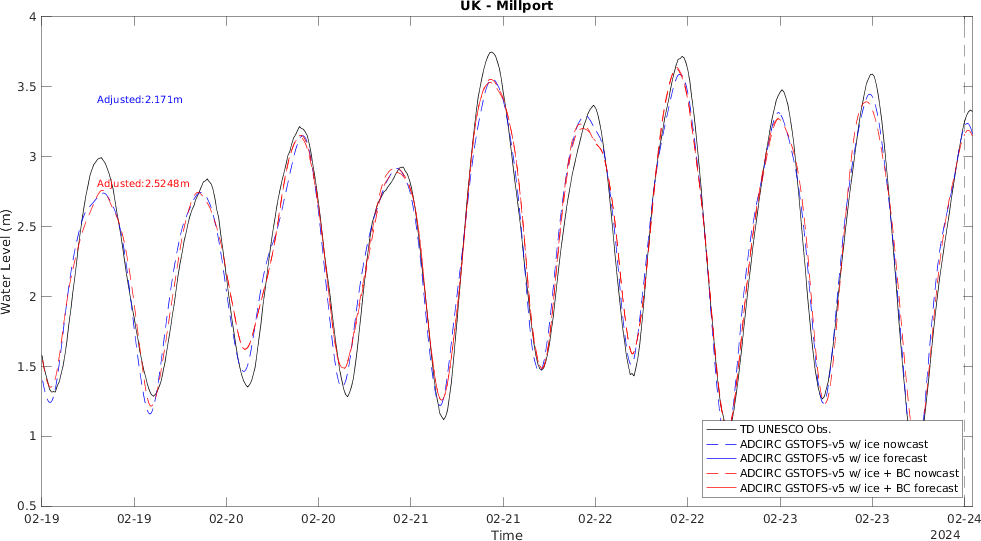 UK - Millport
4
3.5
3
2.5
2
1.5
1
0.5
Water Level (m)
Adjusted:2.171m
Adjusted:2.5248m
TD UNESCO Obs.
ADCIRC GSTOFS-v5 w/ ice nowcast
ADCIRC GSTOFS-v5 w/ ice forecast
ADCIRC GSTOFS-v5 w/ ice + BC nowcast
ADCIRC GSTOFS-v5 w/ ice + BC forecast
02-19 02-19 02-20 02-20 02-21 02-21 02-22 02-22 02-23 02-23 02-24
Time
2024